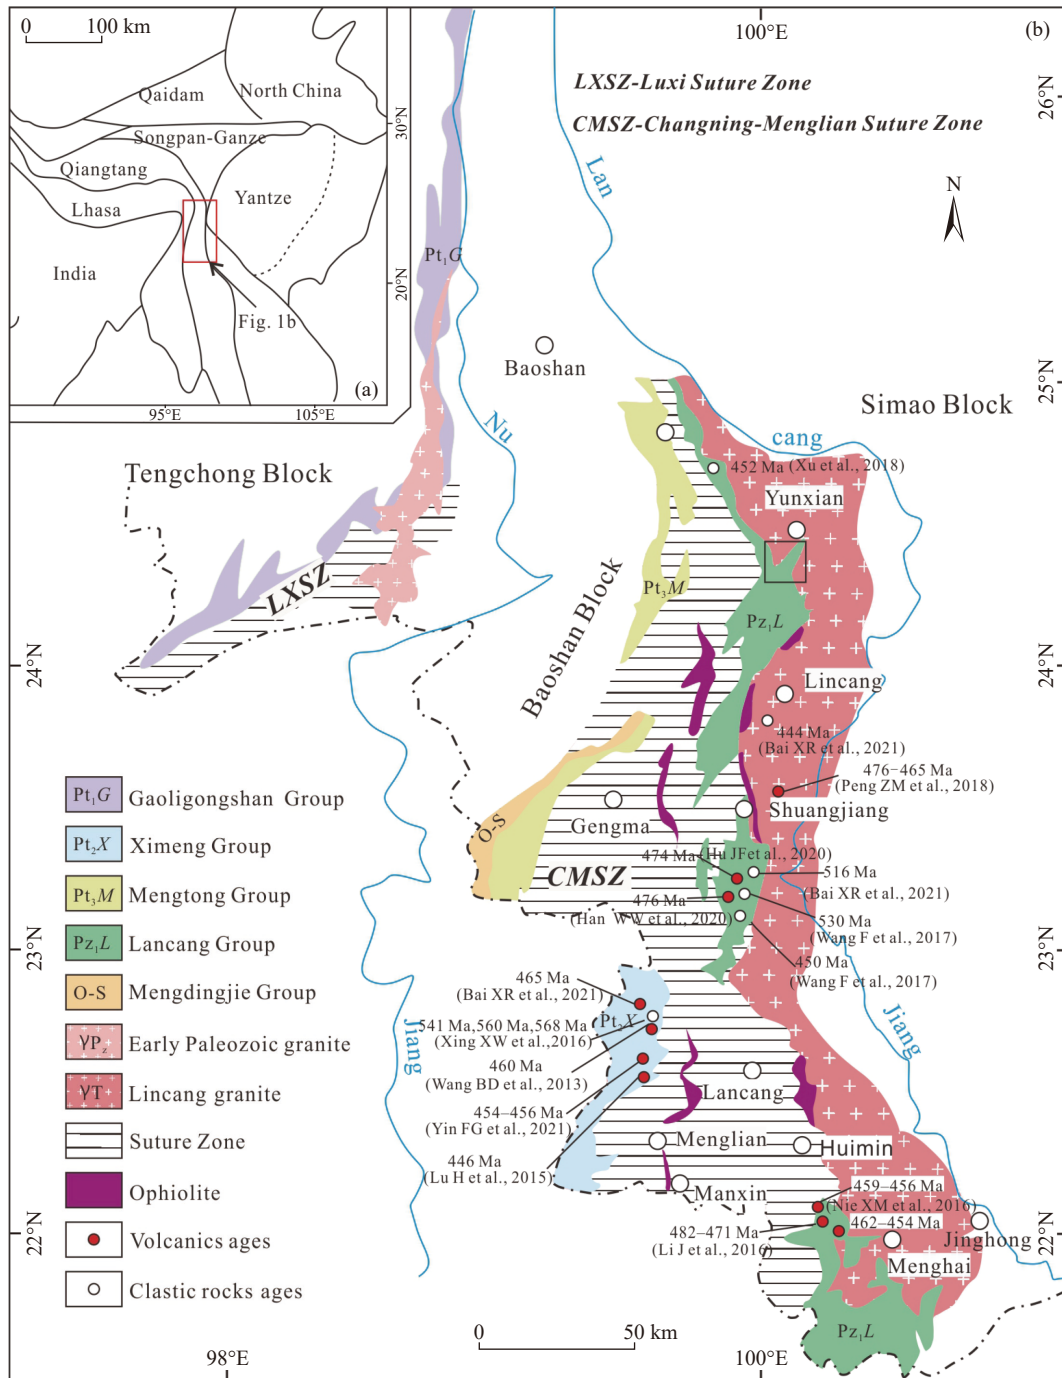 0 100 km
Qaidam
North China
Songpan-Ganze
Qiangtang
Lhasa
Yantze
India
Fig. 1b
(a)
95°E
105°E
30°N
20°N
(b)
100°E
LXSZ-Luxi Suture Zone
CMSZ-Changning-Menglian Suture Zone
26°N
N
Lan
Pt₁G
Baoshan
25°N
Simao Block
Nu
cang
Tengchong Block
452 Ma (Xu et al., 2018)
Yunxian
LXSZ
Baoshan Block
Pt₃M
Pz₁L
24°N
24°N
Lincang
444 Ma
(Bai XR et al., 2021)
476–465 Ma
(Peng ZM et al., 2018)
Shuangjiang
Gengma
O-S
CMSZ
474 Ma
(Hu JF et al., 2020)
516 Ma
(Bai XR et al., 2021)
476 Ma
(Han WW et al., 2020)
530 Ma
(Wang F et al., 2017)
450 Ma
(Wang F et al., 2017)
23°N
23°N
465 Ma
(Bai XR et al., 2021)
Pt₂X
541 Ma,560 Ma,568 Ma
(Xing XW et al., 2016)
460 Ma
(Wang BD et al., 2013)
454–456 Ma
(Yin FG et al., 2021)
446 Ma
(Lu H et al., 2015)
Jiang
Jiang
Lancang
Menglian
Huimin
Manxin
459–456 Ma
(Nie XM et al., 2016)
482–471 Ma
(Li J et al., 2016)
462–454 Ma
Jinghong
Menghai
22°N
22°N
Pz₁L
Pt₁G Gaoligongshan Group
Pt₂X Ximeng Group
Pt₃M Mengtong Group
Pz₁L Lancang Group
O-S Mengdingjie Group
γP_z Early Paleozoic granite
γT Lincang granite
Suture Zone
Ophiolite
Volcanics ages
Clastic rocks ages
0 50 km
98°E
100°E